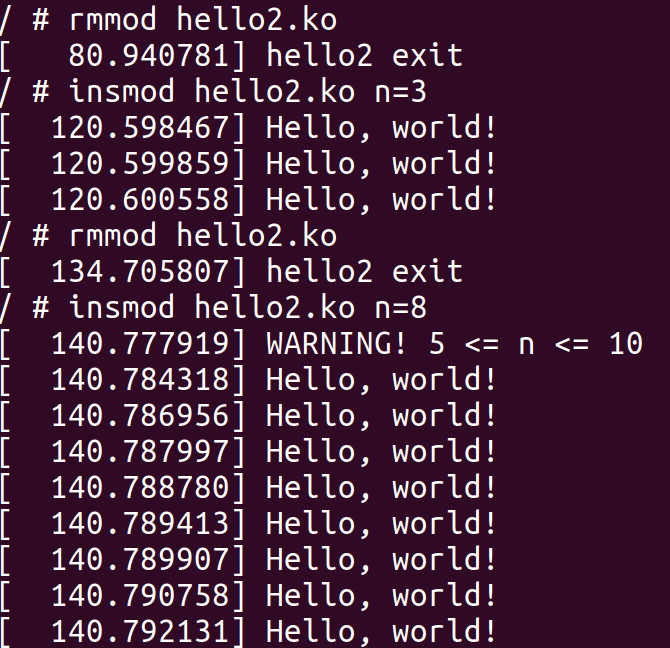 / # rmmod hello2.ko
[   80.940781] hello2 exit
/ # insmod hello2.ko n=3
[  120.598467] Hello, world!
[  120.599859] Hello, world!
[  120.600558] Hello, world!
/ # rmmod hello2.ko
[  134.705807] hello2 exit
/ # insmod hello2.ko n=8
[  140.777919] WARNING! 5 <= n <= 10
[  140.784318] Hello, world!
[  140.786956] Hello, world!
[  140.787997] Hello, world!
[  140.788780] Hello, world!
[  140.789413] Hello, world!
[  140.789907] Hello, world!
[  140.790758] Hello, world!
[  140.792131] Hello, world!